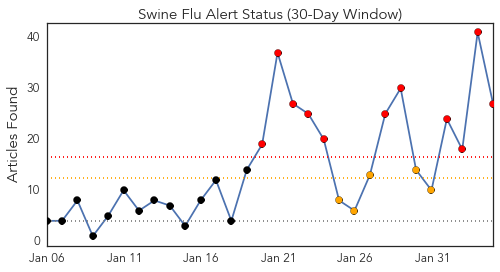 Swine Flu Alert Status (30-Day Window)
Articles Found
40
30
20
10
0
Jan 06 Jan 11 Jan 16 Jan 21 Jan 26 Jan 31